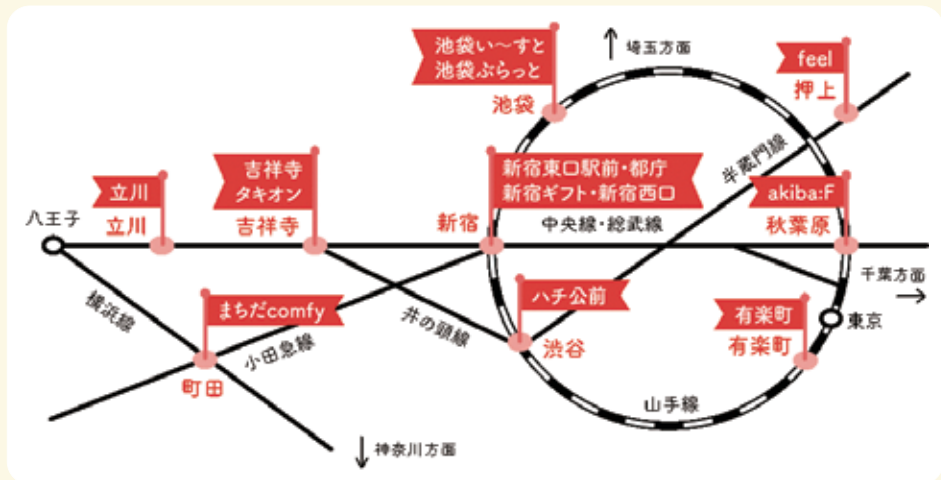 池袋い〜すと
池袋ぷらっと
池袋
埼玉方面
feel
押上
半蔵門線
吉祥寺
タキオン
吉祥寺
立川
立川
八王子
新宿東口駅前・都庁
新宿ギフト・新宿西口
新宿
中央線・総武線
akiba:F
秋葉原
千葉方面
横浜線
まちだcomfy
町田
小田急線
井の頭線
ハチ公前
渋谷
有楽町
有楽町
東京
山手線
神奈川方面